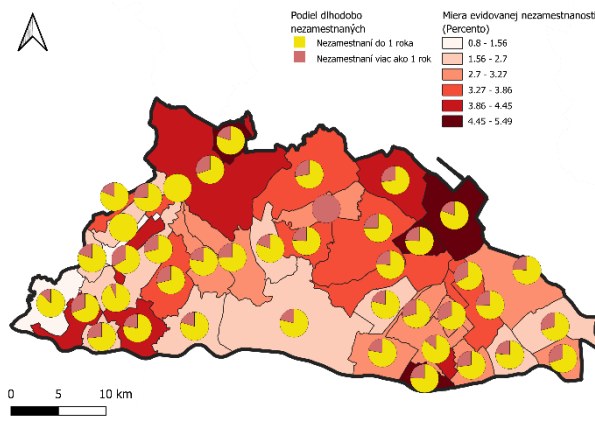 Podiel dlhodobo
nezamestnaných
Nezamestnaní do 1 roka
Nezamestnaní viac ako 1 rok
Miera evidovanej nezamestnanosti
(Percento)
0.8 - 1.56
1.56 - 2.7
2.7 - 3.27
3.27 - 3.86
3.86 - 4.45
4.45 - 5.49
0 5 10 km